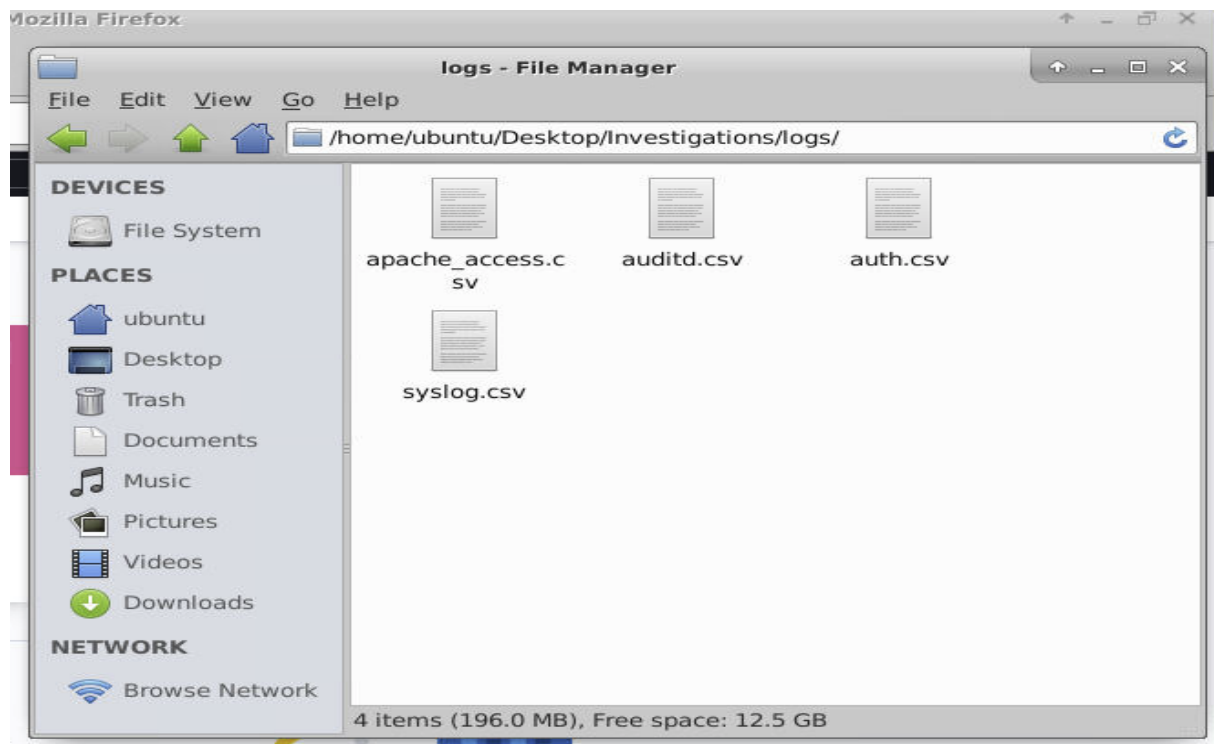 Mozilla Firefox
logs - File Manager
File Edit View Go Help
/home/ubuntu/Desktop/Investigations/logs/
DEVICES
File System
PLACES
ubuntu
Desktop
Trash
Documents
Music
Pictures
Videos
Downloads
NETWORK
Browse Network
apache_access.c
sv
auditd.csv
auth.csv
syslog.csv
4 items (196.0 MB), Free space: 12.5 GB